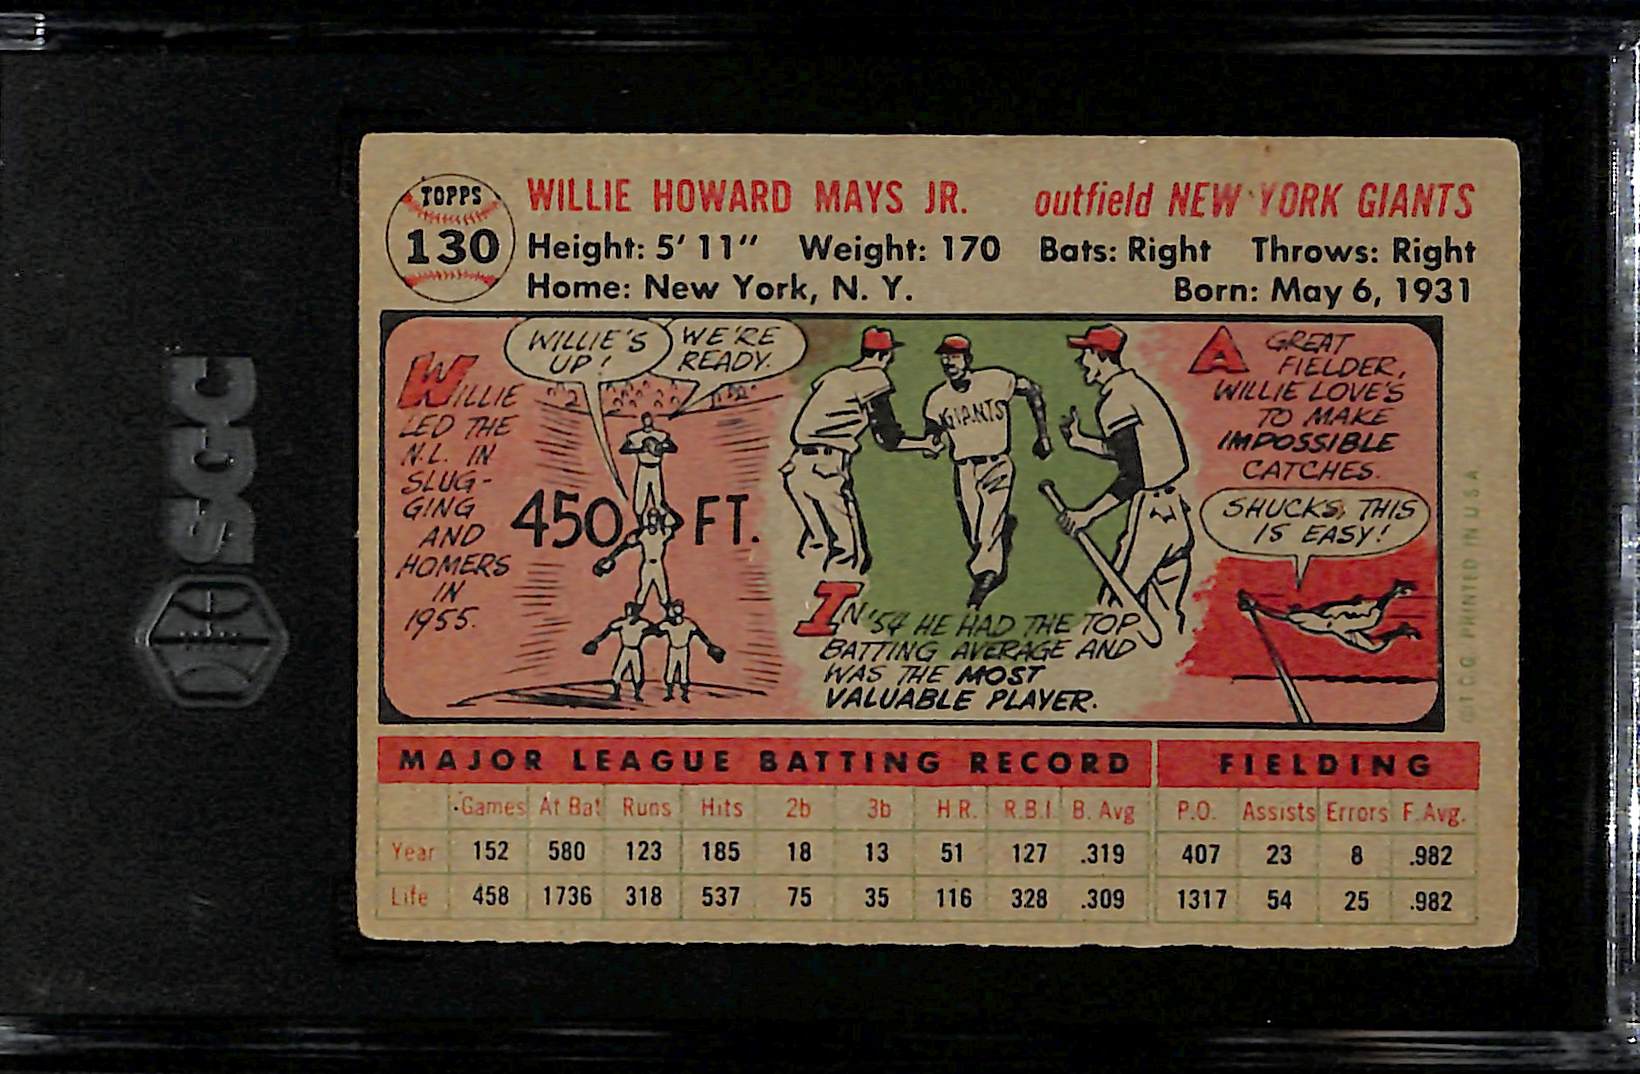 SGC
TOPPS
130
WILLIE HOWARD MAYS JR. outfield NEW YORK GIANTS
Height: 5' 11" Weight: 170 Bats: Right Throws: Right
Home: New York, N. Y. Born: May 6, 1931
WILLIE
LED THE
N.L. IN
SLUG-
GING
AND
HOMERS
IN
1955.
WILLIE'S
UP!
WE'RE
READY.
450 FT.
GIANTS
IN '54 HE HAD THE TOP
BATTING AVERAGE AND
WAS THE MOST
VALUABLE PLAYER.
A GREAT
FIELDER,
WILLIE LOVE'S
TO MAKE
IMPOSSIBLE
CATCHES.
SHUCKS, THIS
IS EASY!
©T.C.G. PRINTED IN U.S.A
MAJOR LEAGUE BATTING RECORD FIELDING
Games At Bat Runs Hits 2b 3b H.R. R.B.I. B. Avg P.O. Assists Errors F. Avg.
Year 152 580 123 185 18 13 51 127 .319 407 23 8 .982
Life 458 1736 318 537 75 35 116 328 .309 1317 54 25 .982